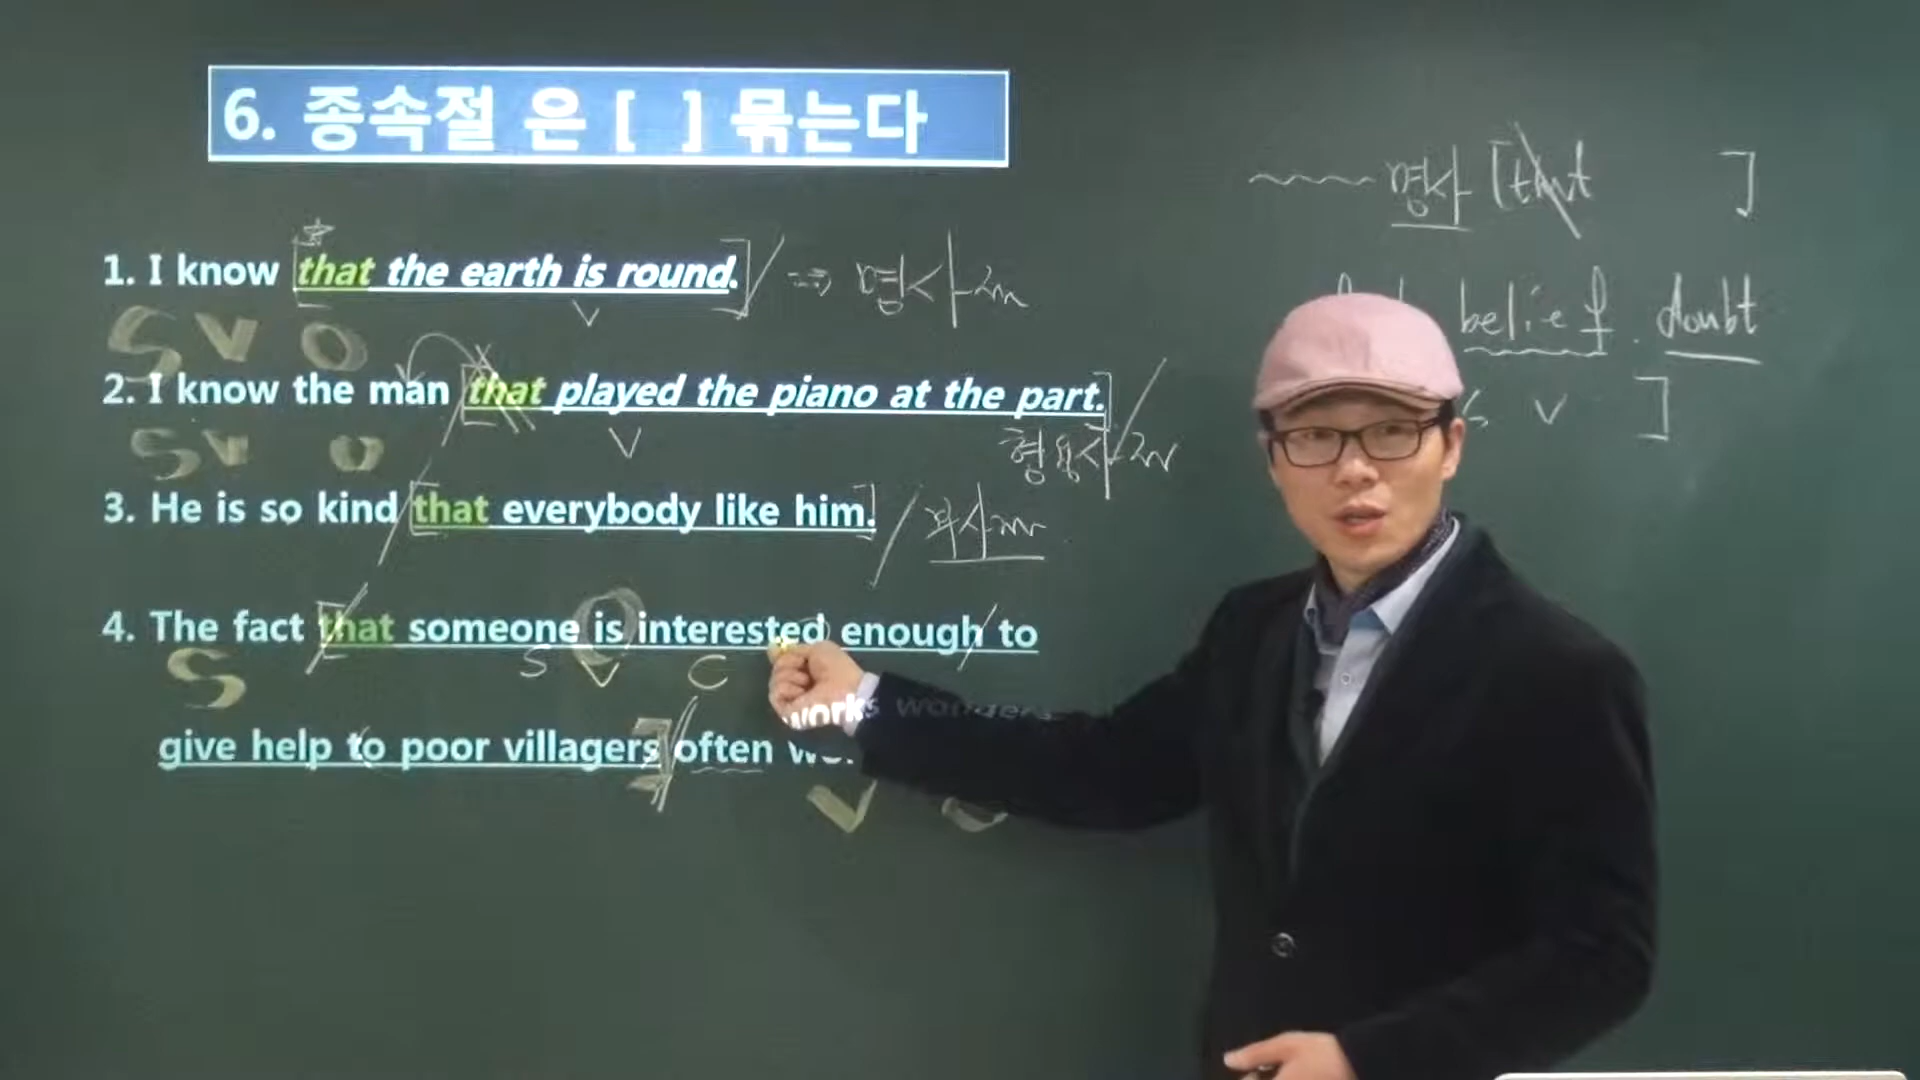 6. 종속절 은 [ ] 묶는다
1. I know that the earth is round. ⇒ 명사
V
S V O
2. I know the man that played the piano at the part.
S V O
V
형용사
3. He is so kind that everybody like him. 부사
4. The fact that someone is interested enough to
S
S V C
give help to poor villagers] often works wonders
V
명사 [that ]
belief . doubt
s v ]